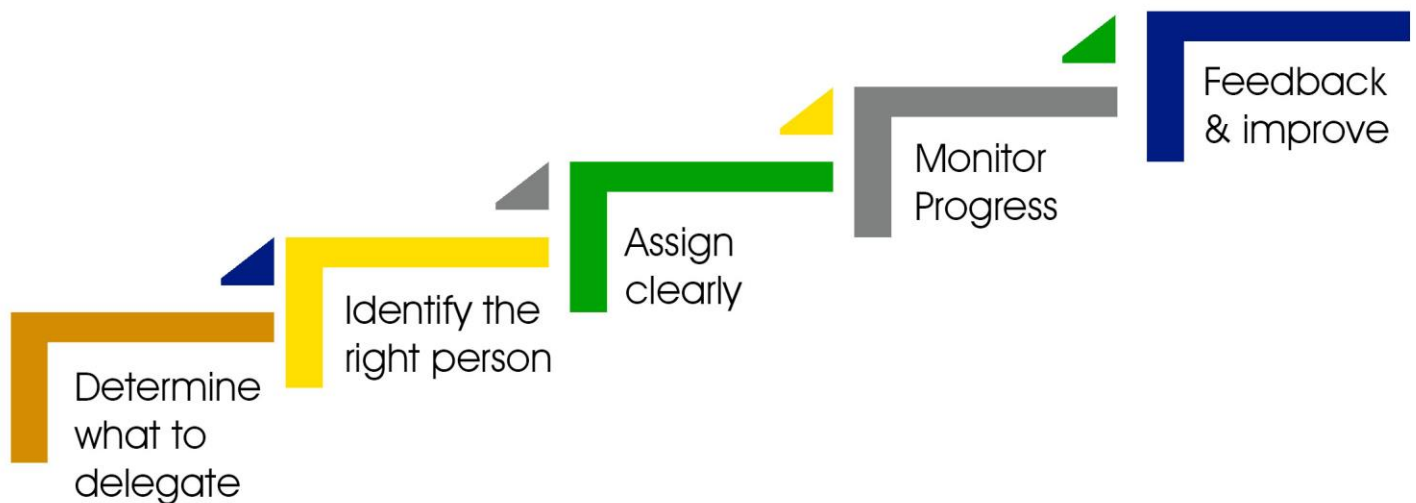 Determine
what to
delegate
Identify the
right person
Assign
clearly
Monitor
Progress
Feedback
& improve